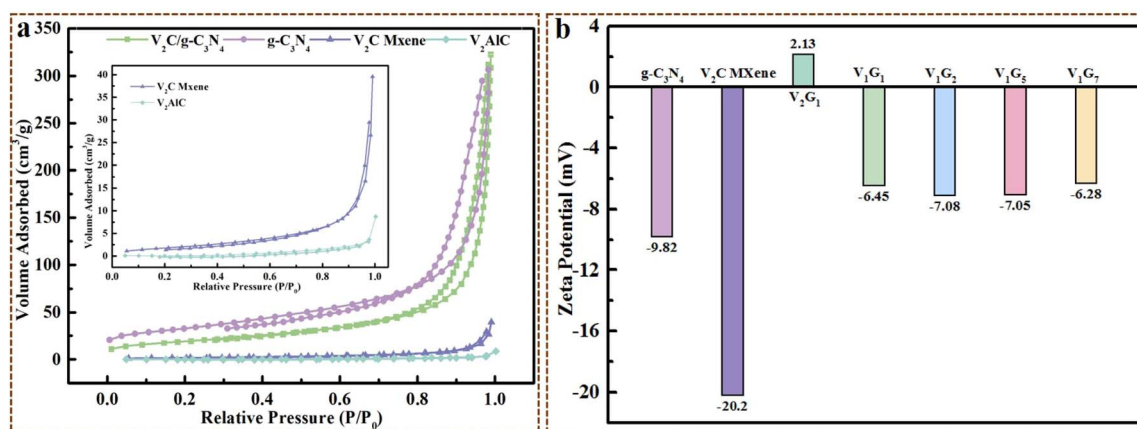 a
V₂C/g-C₃N₄ g-C₃N₄ V₂C Mxene V₂AlC
350
300
250
200
150
100
50
0
Volume Adsorbed (cm³/g)
0.0 0.2 0.4 0.6 0.8 1.0
Relative Pressure (P/P₀)
V₂C Mxene
V₂AlC
40
35
30
25
20
15
10
5
0
Volume Adsorbed (cm³/g)
0.0 0.2 0.4 0.6 0.8 1.0
Relative Pressure (P/P₀)
b
4
0
-4
-8
-12
-16
-20
Zeta Potential (mV)
2.13
g-C₃N₄ V₂C MXene V₁G₁ V₁G₂ V₁G₅ V₁G₇
V₂G₁
-6.45 -7.08 -7.05 -6.28
-9.82
-20.2